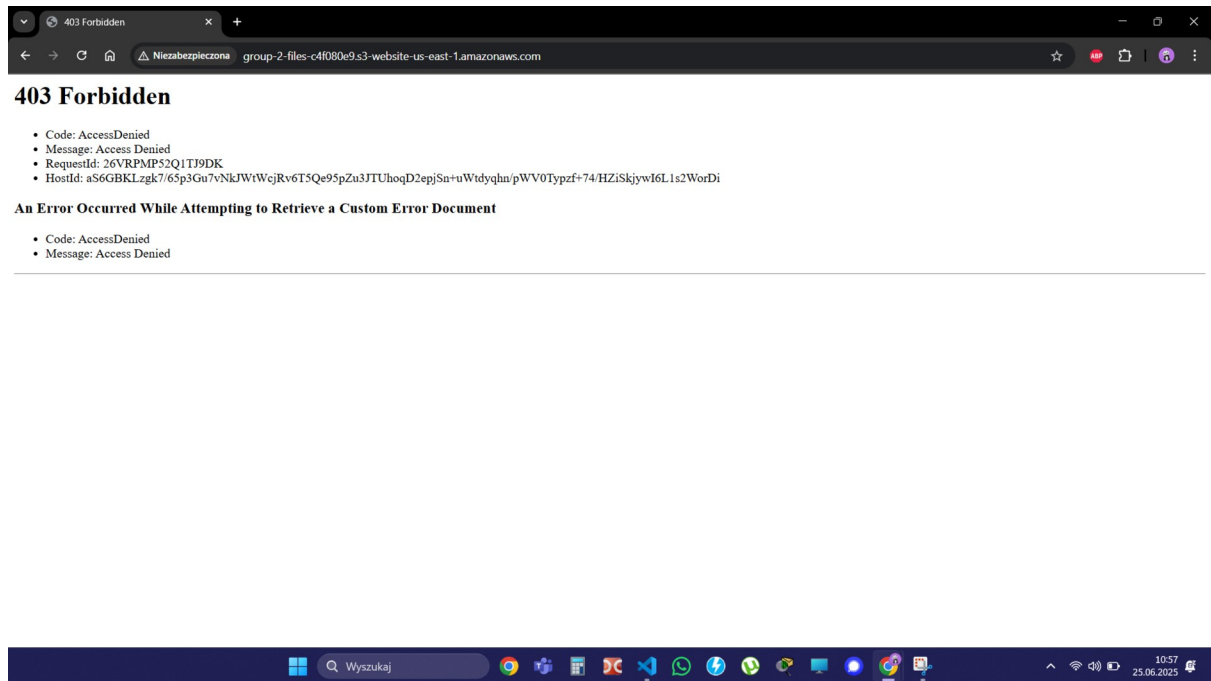 403 Forbidden
Niezabezpieczona group-2-files-c4f080e9.s3-website-us-east-1.amazonaws.com
ABP
403 Forbidden
Code: AccessDenied
Message: Access Denied
RequestId: 26VRPMP52Q1TJ9DK
HostId: aS6GBKLzgk7/65p3Gu7vNkJWtWcjRv6T5Qe95pZu3JTUhoqD2epjSn+uWtdyqhn/pWV0Typzf+74/HZiSkjywI6L1s2WorDi
An Error Occurred While Attempting to Retrieve a Custom Error Document
Code: AccessDenied
Message: Access Denied
Wyszukaj
10:57
25.06.2025